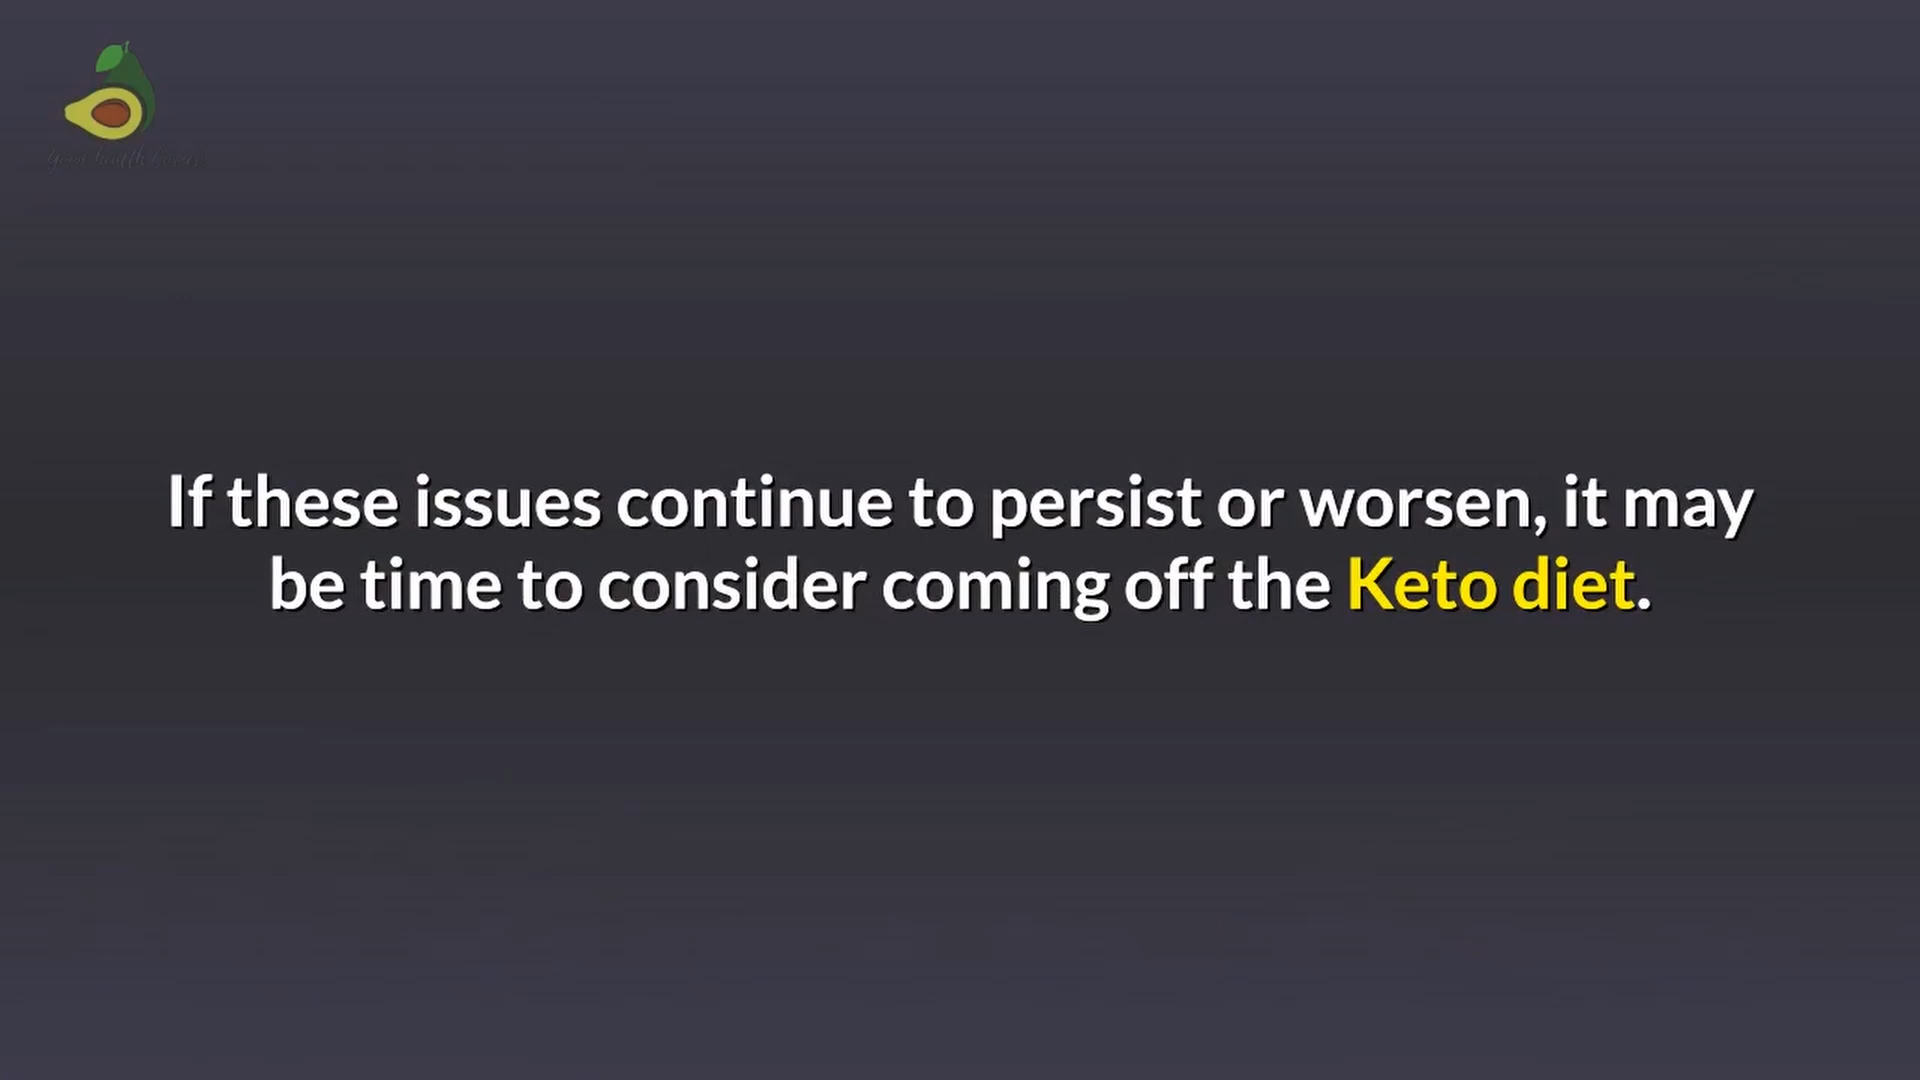 If these issues continue to persist or worsen, it may
be time to consider coming off the Keto diet.